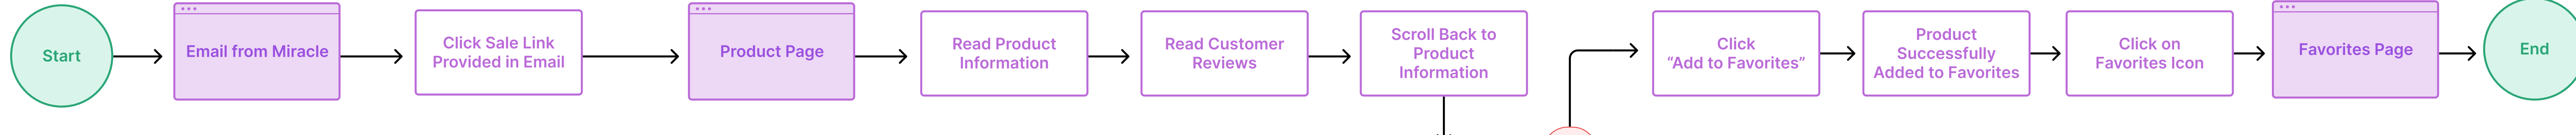 Start
Email from Miracle
Click Sale Link
Provided in Email
Product Page
Read Product
Information
Read Customer
Reviews
Scroll Back to
Product
Information
Click
“Add to Favorites”
Product
Successfully
Added to Favorites
Click on
Favorites Icon
Favorites Page
End